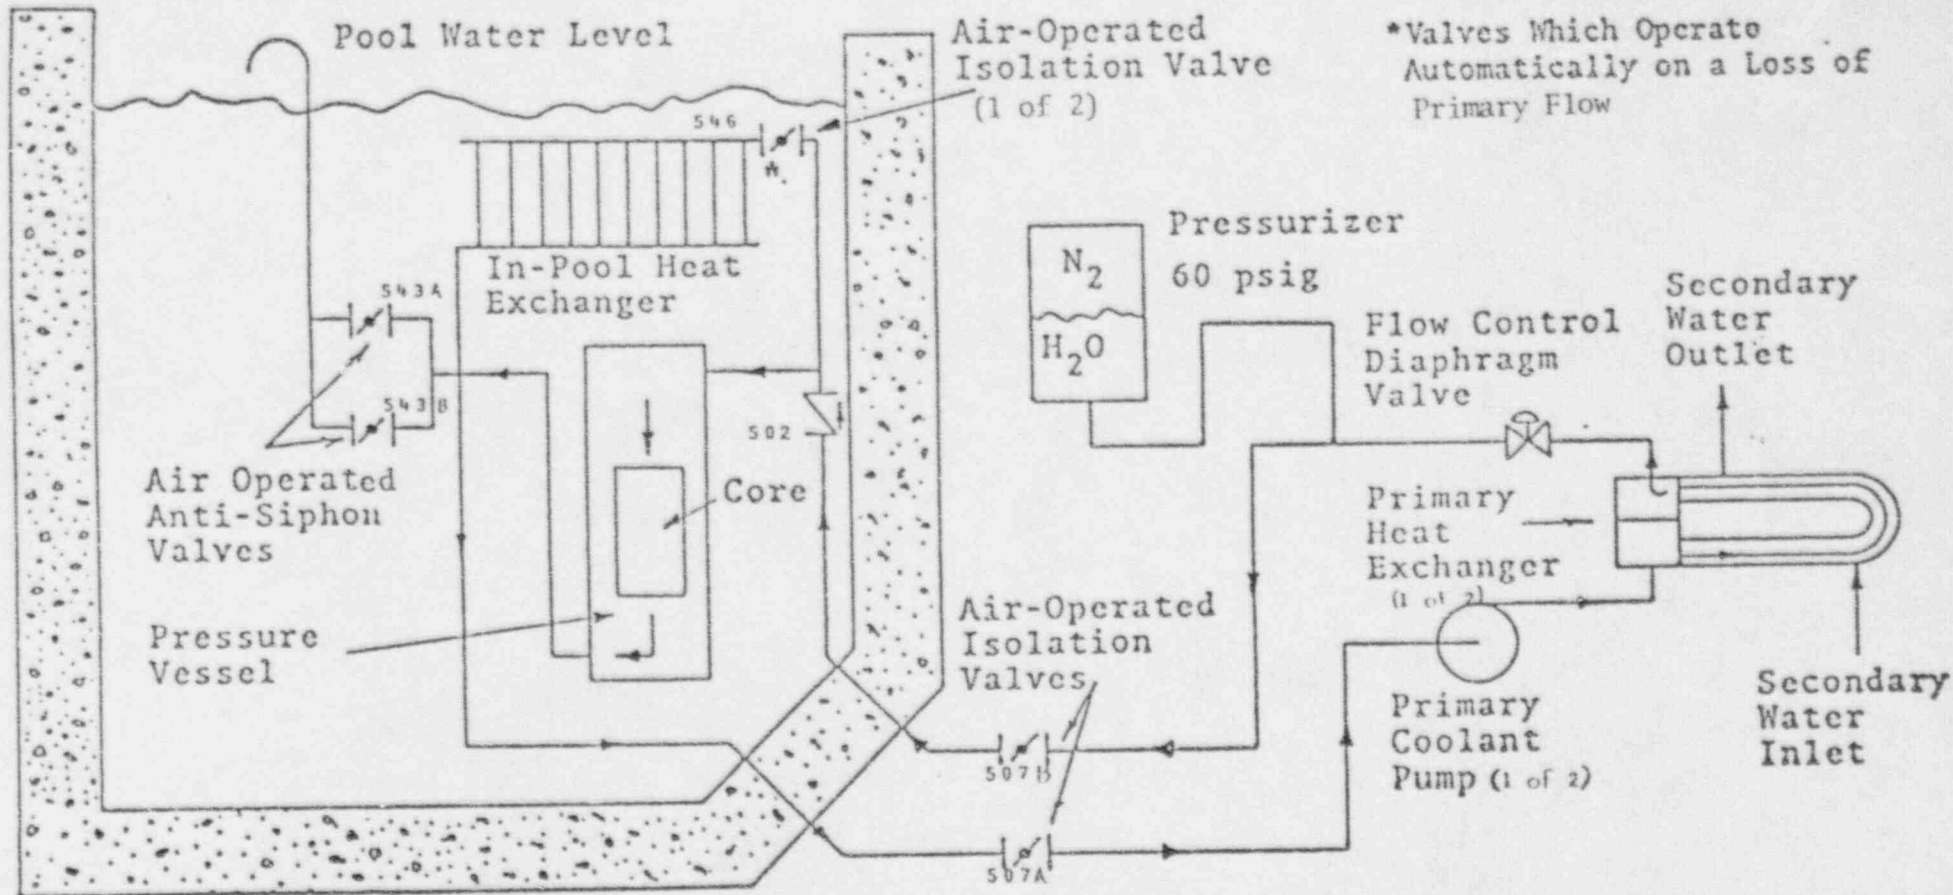 Pool Water Level
Air-Operated
Isolation Valve
(1 of 2)
*Valves Which Operate
Automatically on a Loss of
Primary Flow
546
*
Pressurizer
60 psig
N2
H2O
In-Pool Heat
Exchanger
543A
543B
502
Flow Control
Diaphragm
Valve
Secondary
Water
Outlet
Air Operated
Anti-Siphon
Valves
Core
Primary
Heat
Exchanger
(1 of 2)
Pressure
Vessel
Air-Operated
Isolation
Valves
507B
507A
Primary
Coolant
Pump (1 of 2)
Secondary
Water
Inlet